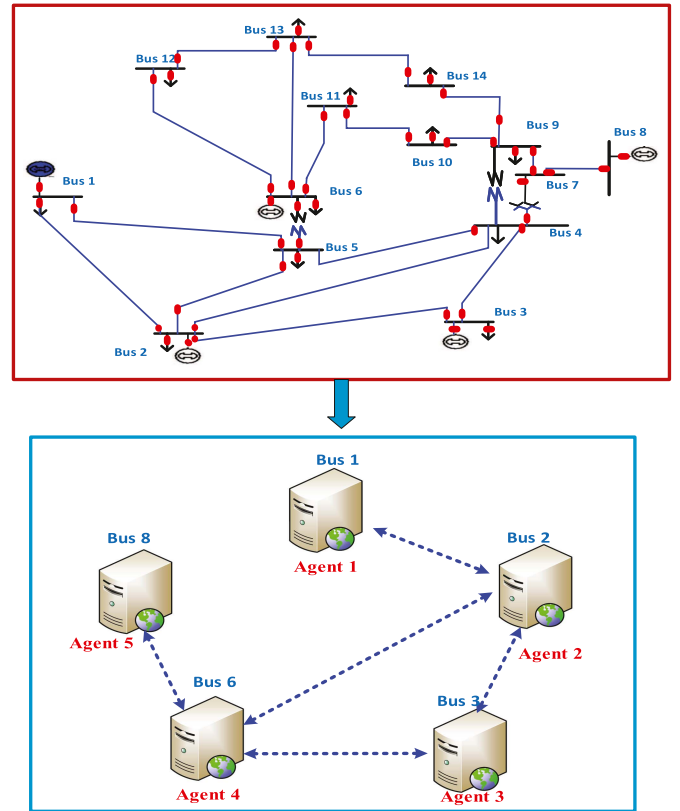 Bus 13
Bus 12
Bus 14
Bus 11
Bus 9
Bus 8
Bus 10
Bus 7
Bus 1
Bus 6
Bus 4
Bus 5
Bus 3
Bus 2
Bus 1
Agent 1
Bus 8
Agent 5
Bus 2
Agent 2
Bus 6
Agent 4
Bus 3
Agent 3